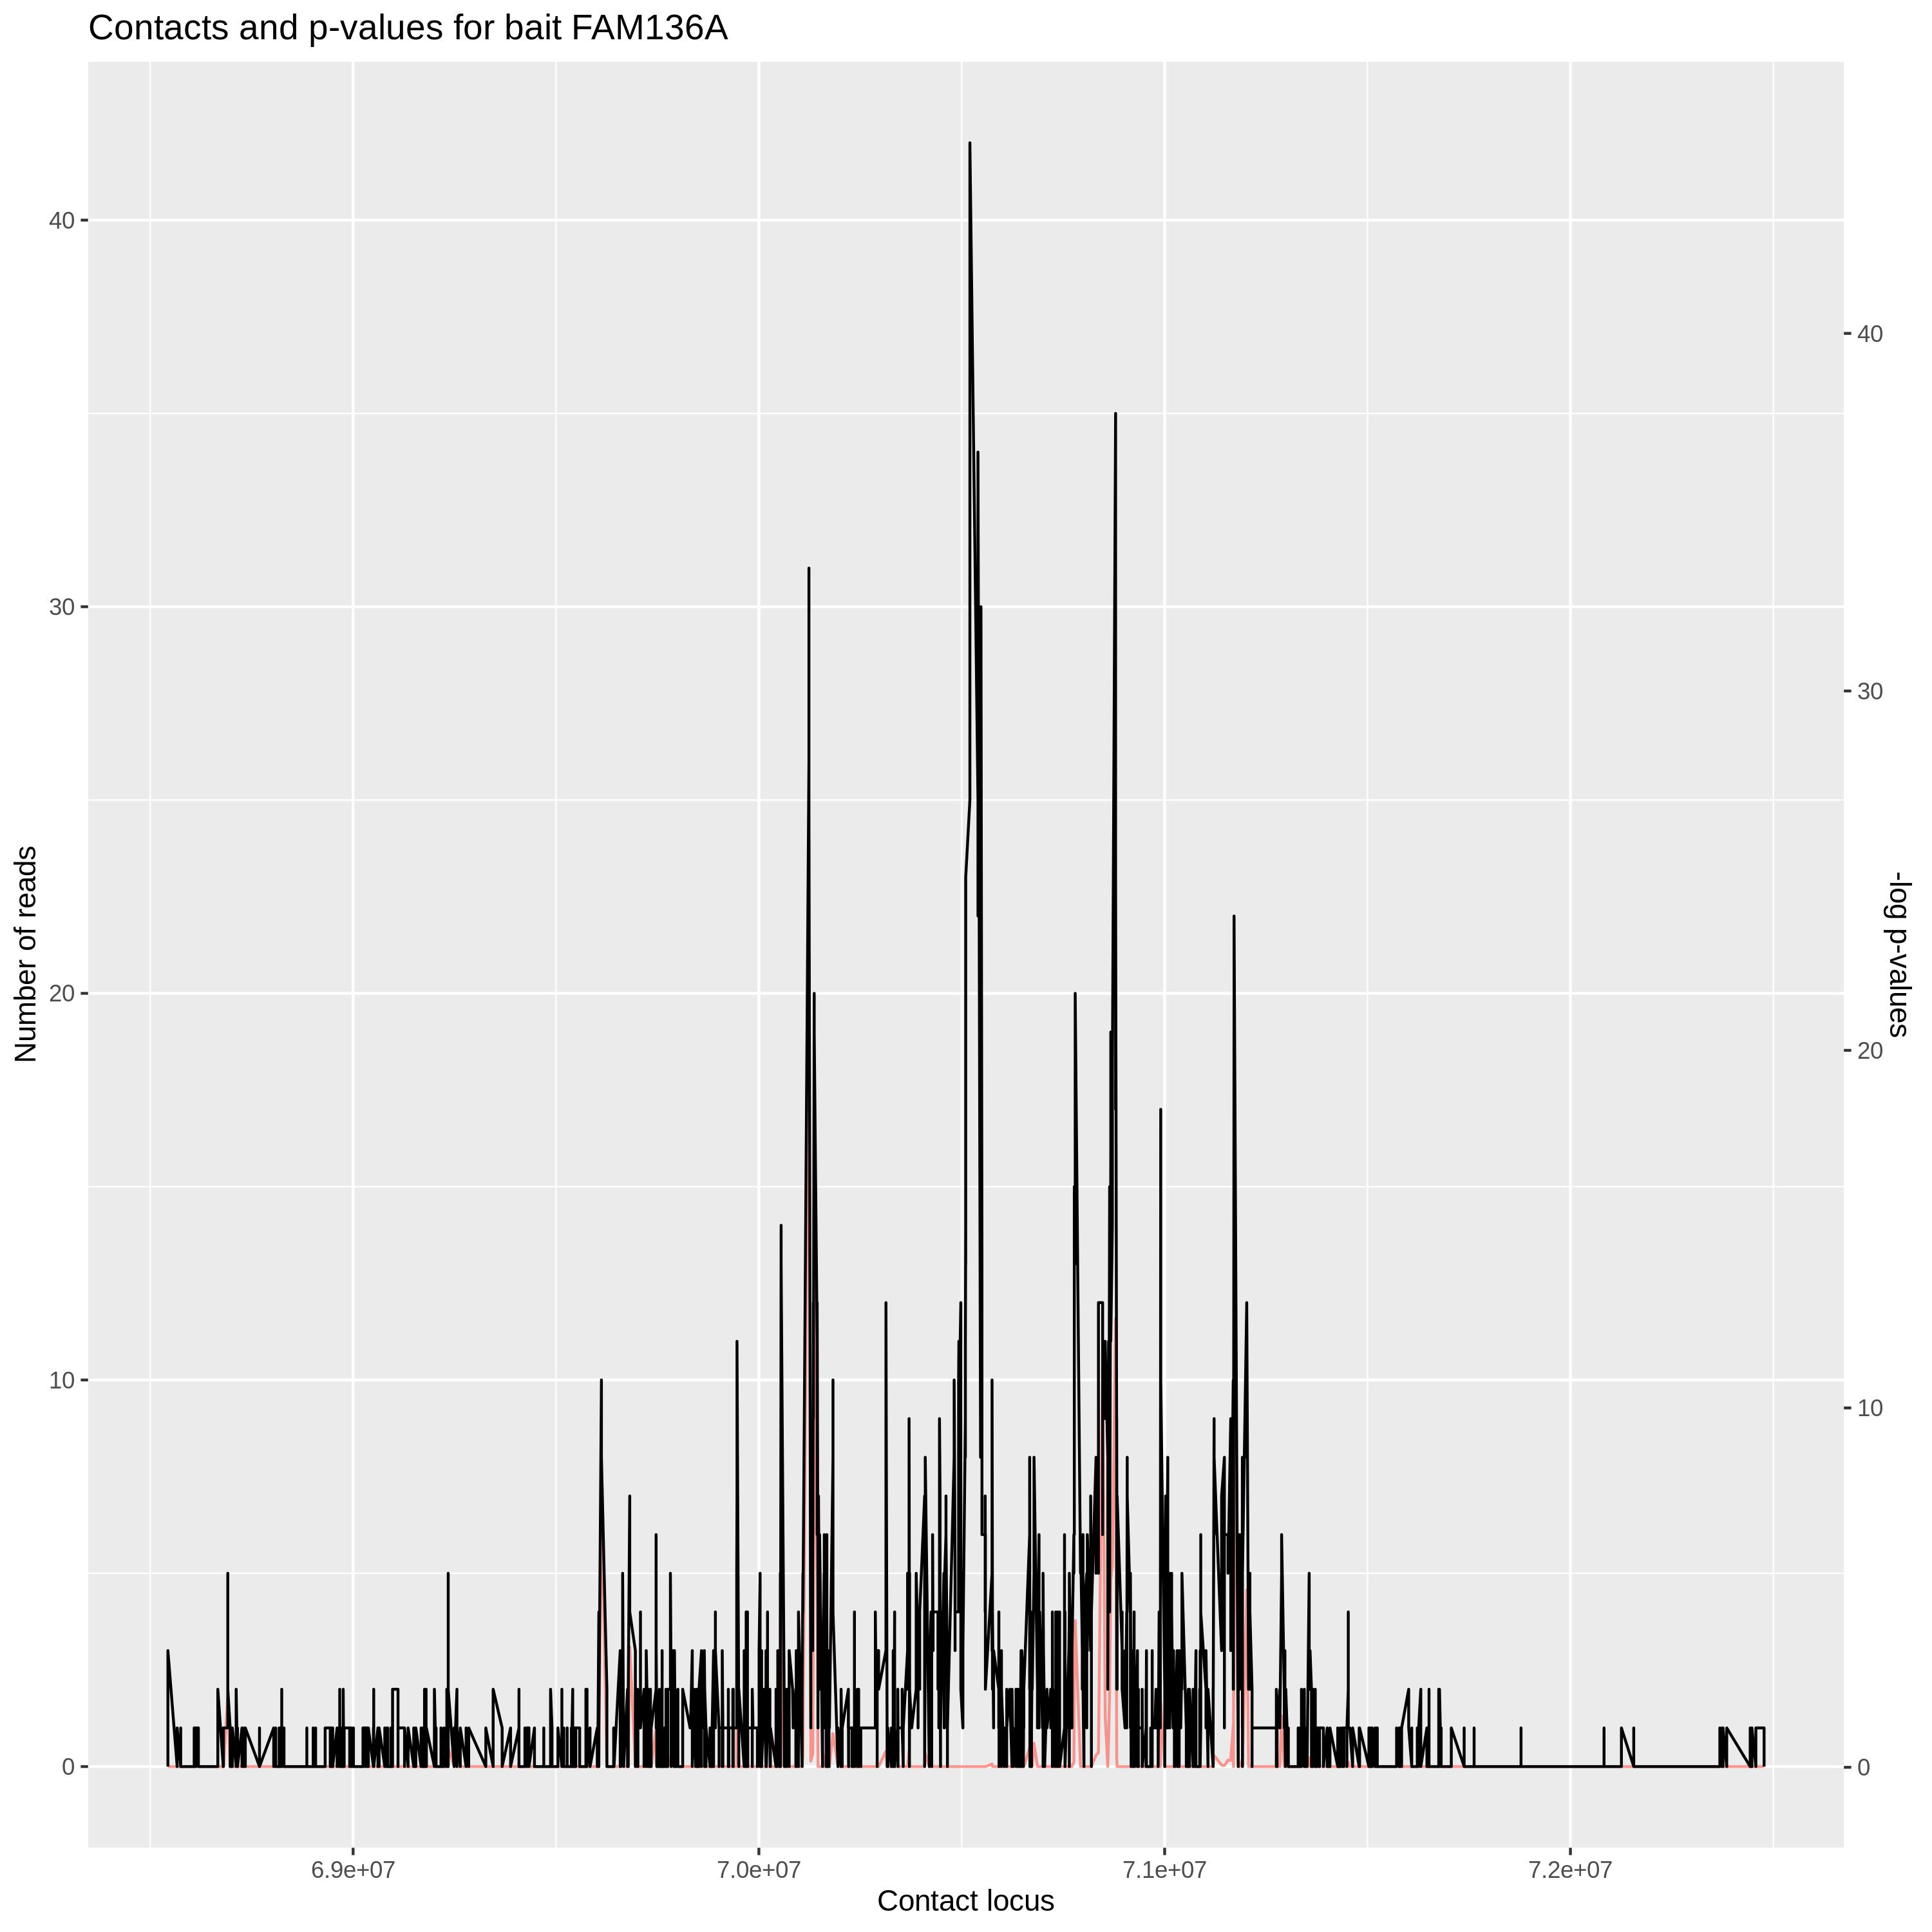 Contacts and p-values for bait FAM136A
Number of reads
40
30
20
10
0
40
30
20
10
0
-log p-values
6.9e+07
7.0e+07
7.1e+07
7.2e+07
Contact locus